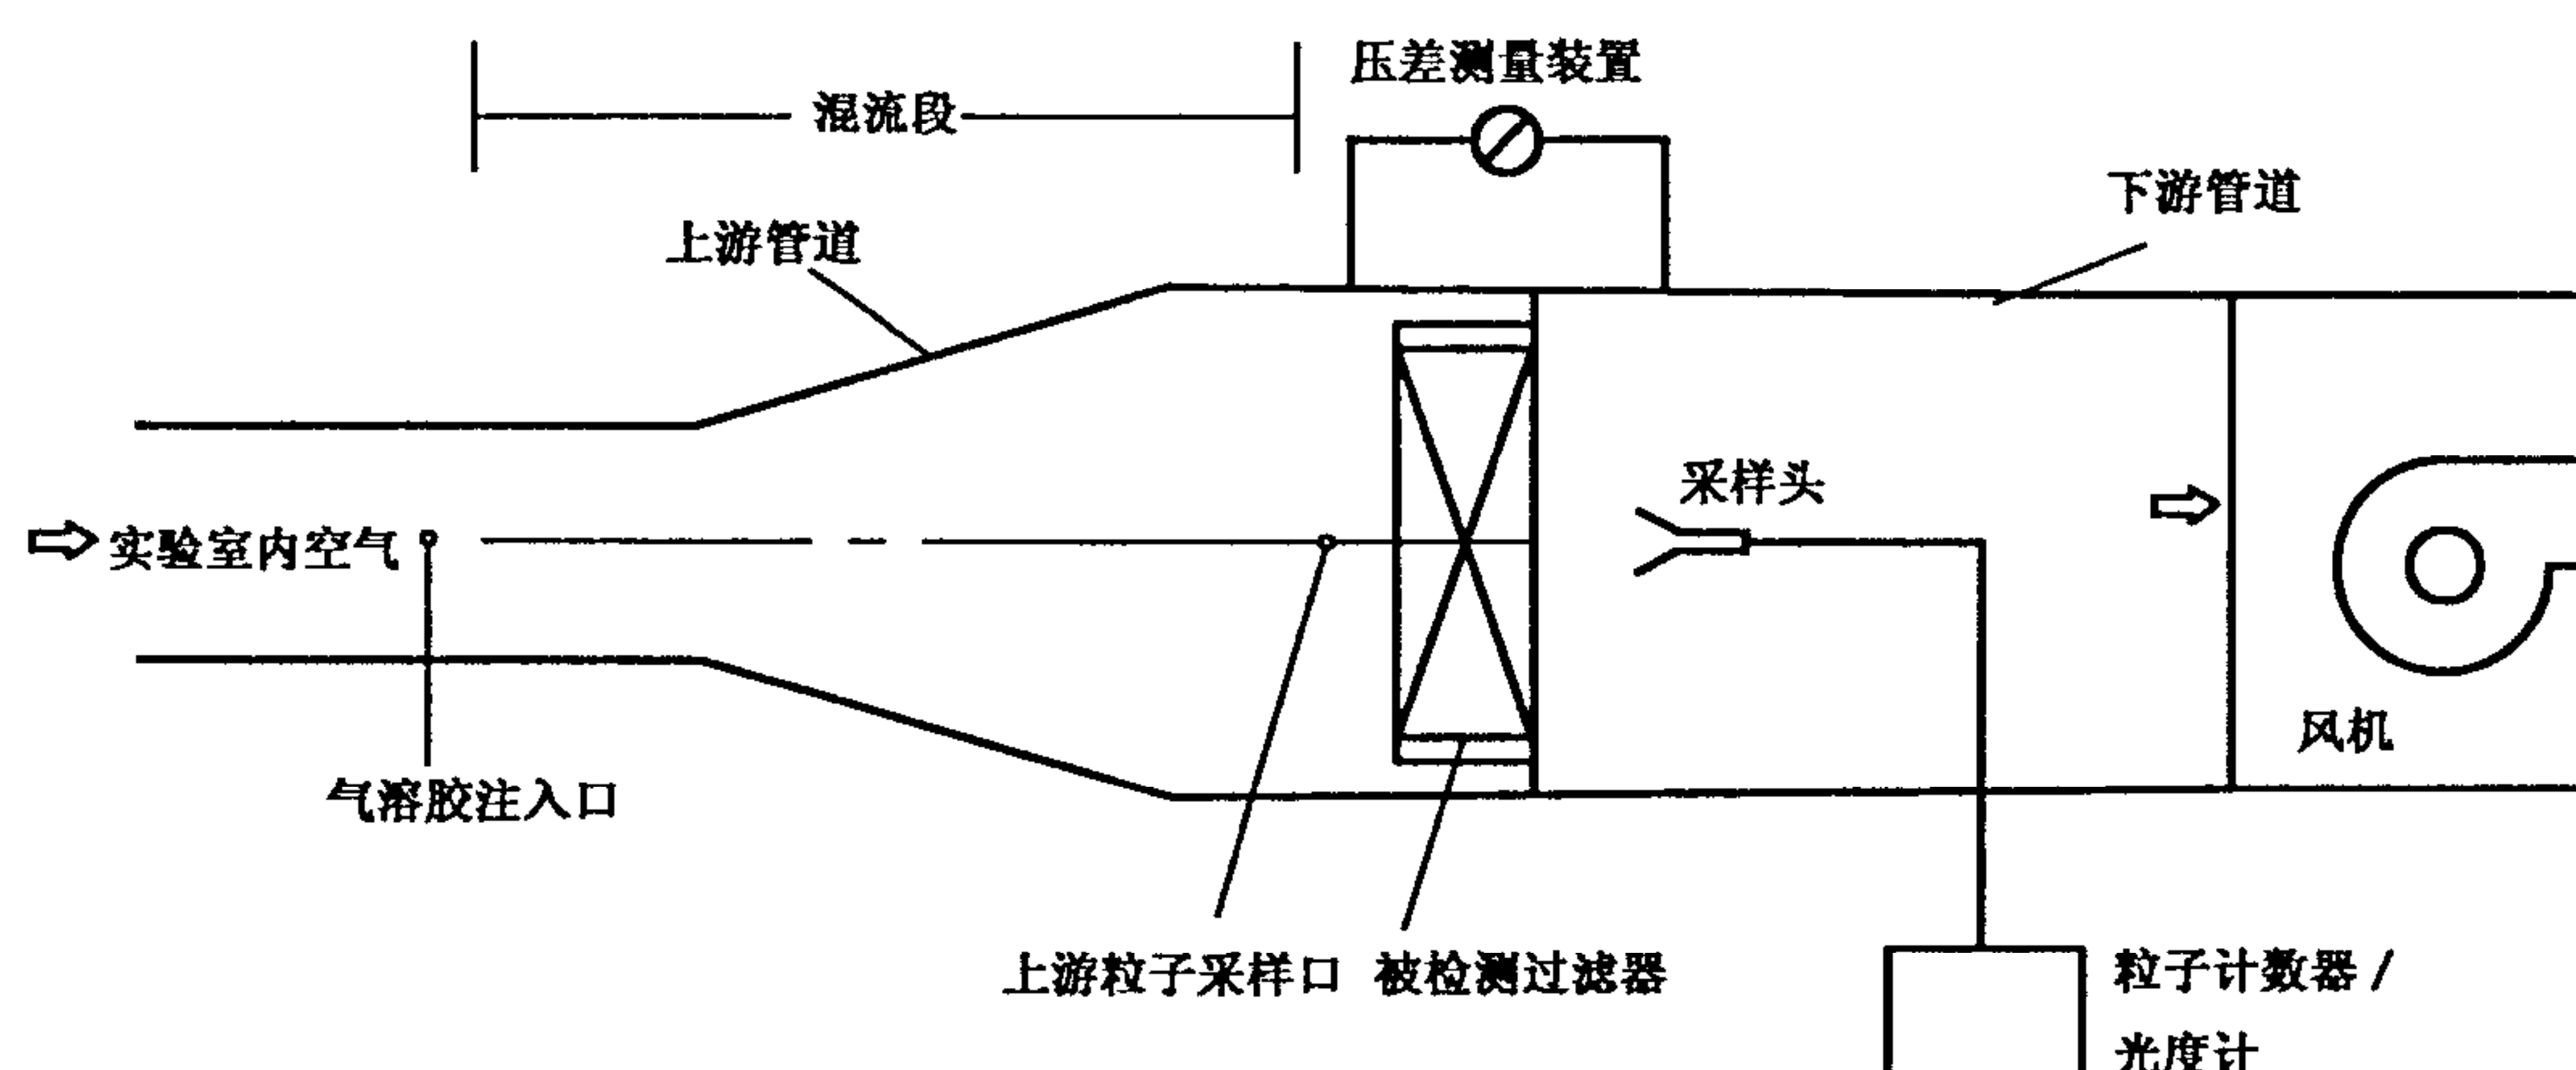 压差测量装置
混流段
下游管道
上游管道
采样头
实验室内空气
风机
气溶胶注入口
上游粒子采样口
被检测过滤器
粒子计数器/
光度计